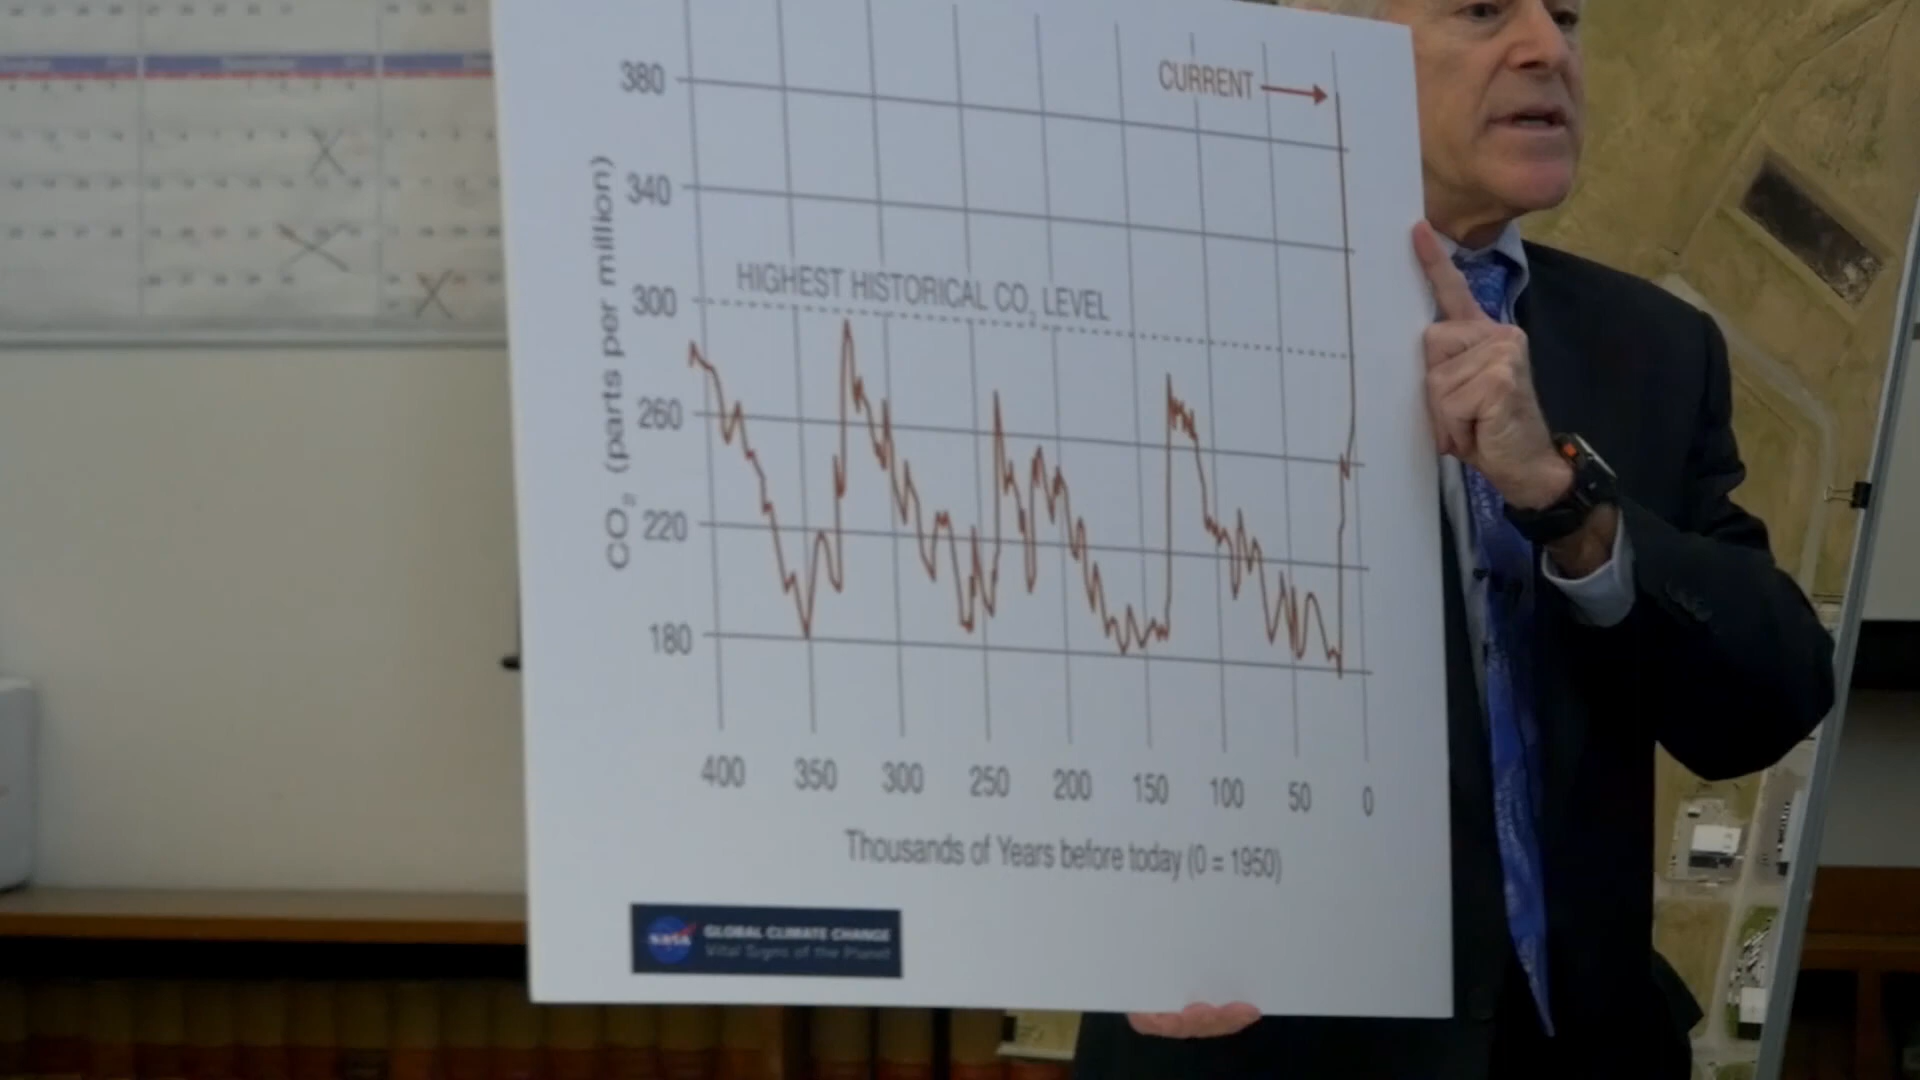 380
CURRENT
340
HIGHEST HISTORICAL CO2 LEVEL
300
260
220
180
CO2 (parts per million)
400 350 300 250 200 150 100 50 0
Thousands of Years before today (0 = 1950)
NASA
GLOBAL CLIMATE CHANGE
Vital Signs of the Planet